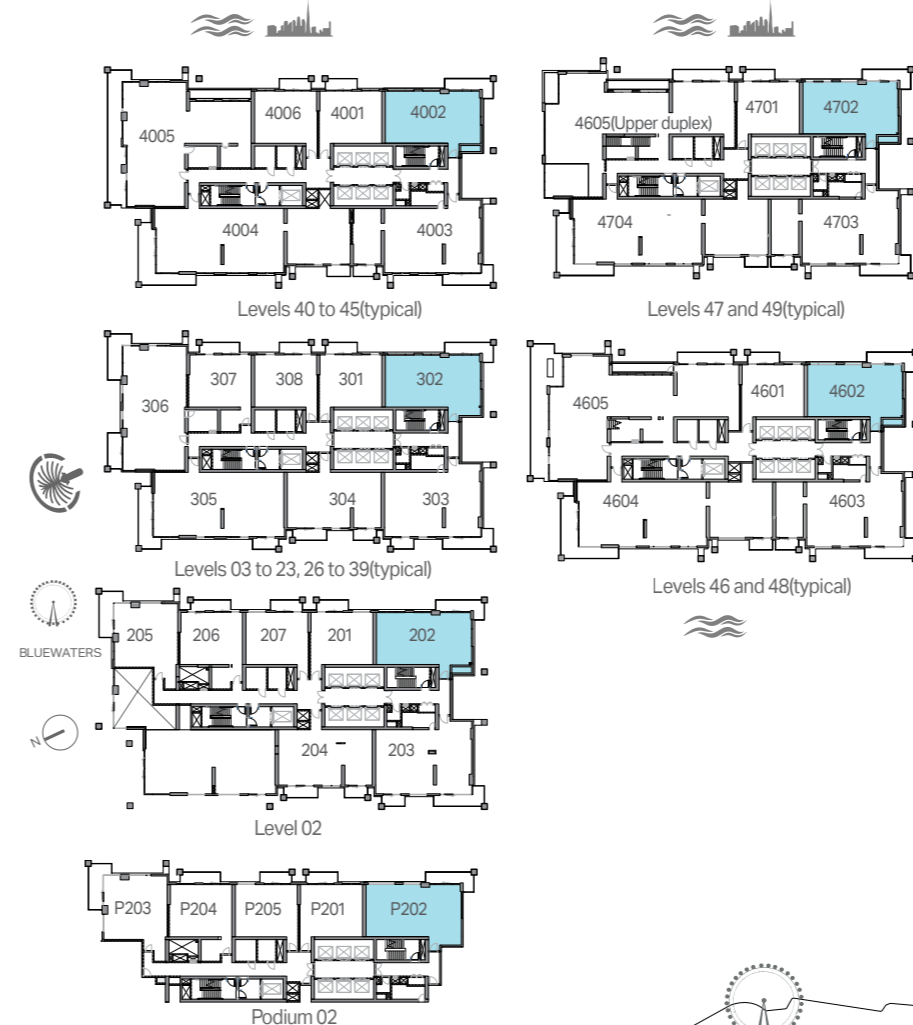 4005
4006
4001
4002
4004
4003
Levels 40 to 45(typical)
4605(Upper duplex)
4701
4702
4704
4703
Levels 47 and 49(typical)
306
307
308
301
302
305
304
303
Levels 03 to 23, 26 to 39(typical)
4605
4601
4602
4604
4603
Levels 46 and 48(typical)
BLUEWATERS
N
205
206
207
201
202
204
203
Level 02
P203
P204
P205
P201
P202
Podium 02